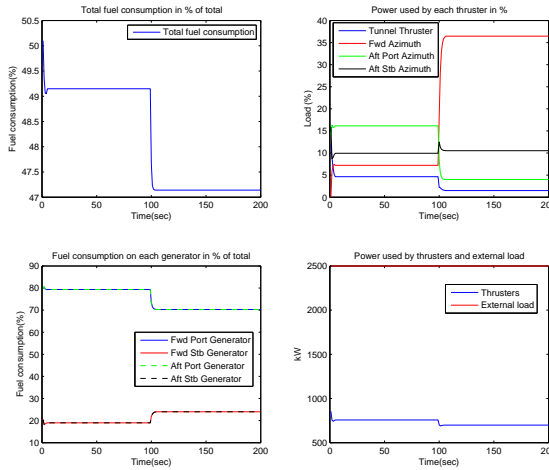 Total fuel consumption in % of total
Fuel consumption(%)
50.5
50
49.5
49
48.5
48
47.5
47
0
50
100
150
200
Time(sec)
Total fuel consumption
Power used by each thruster in %
Load (%)
40
35
30
25
20
15
10
5
0
0
50
100
150
200
Time(sec)
Tunnel Thruster
Fwd Azimuth
Aft Port Azimuth
Aft Stb Azimuth
Fuel consumption on each generator in % of total
Fuel consumption(%)
90
80
70
60
50
40
30
20
10
0
50
100
150
200
Time(sec)
Fwd Port Generator
Fwd Stb Generator
Aft Port Generator
Aft Stb Generator
Power used by thrusters and external load
kW
2500
2000
1500
1000
500
0
50
100
150
200
Time(sec)
Thrusters
External load